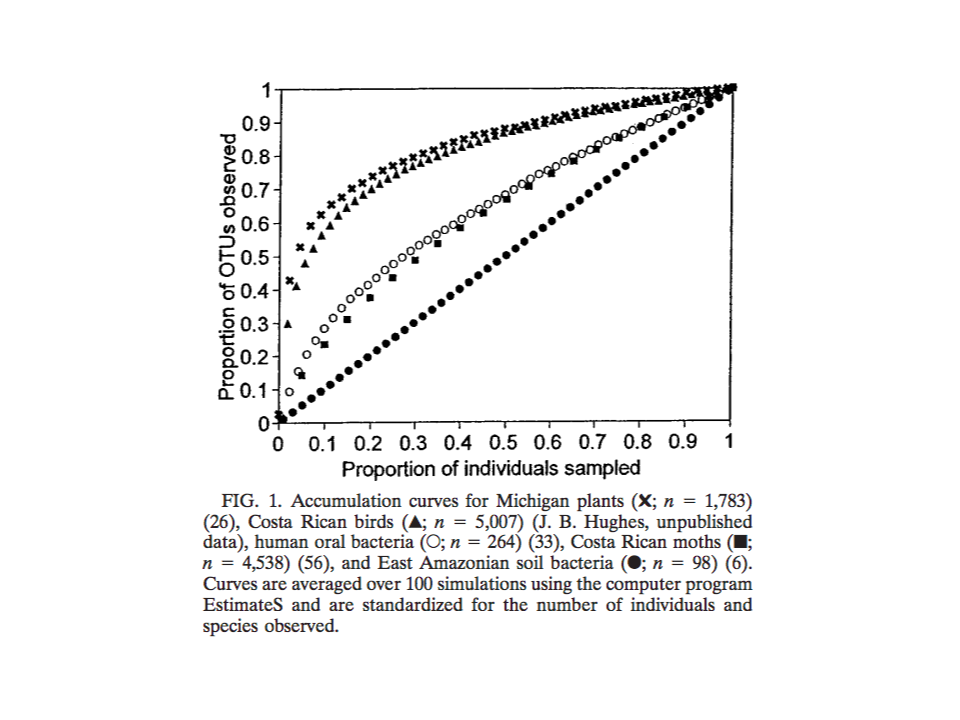 1
0.9
0.8
0.7
0.6
0.5
0.4
0.3
0.2
0.1
0
Proportion of OTUs observed
0 0.1 0.2 0.3 0.4 0.5 0.6 0.7 0.8 0.9 1
Proportion of individuals sampled
FIG. 1. Accumulation curves for Michigan plants (✖; n = 1,783)
(26), Costa Rican birds (▲; n = 5,007) (J. B. Hughes, unpublished
data), human oral bacteria (○; n = 264) (33), Costa Rican moths (■;
n = 4,538) (56), and East Amazonian soil bacteria (●; n = 98) (6).
Curves are averaged over 100 simulations using the computer program
EstimateS and are standardized for the number of individuals and
species observed.